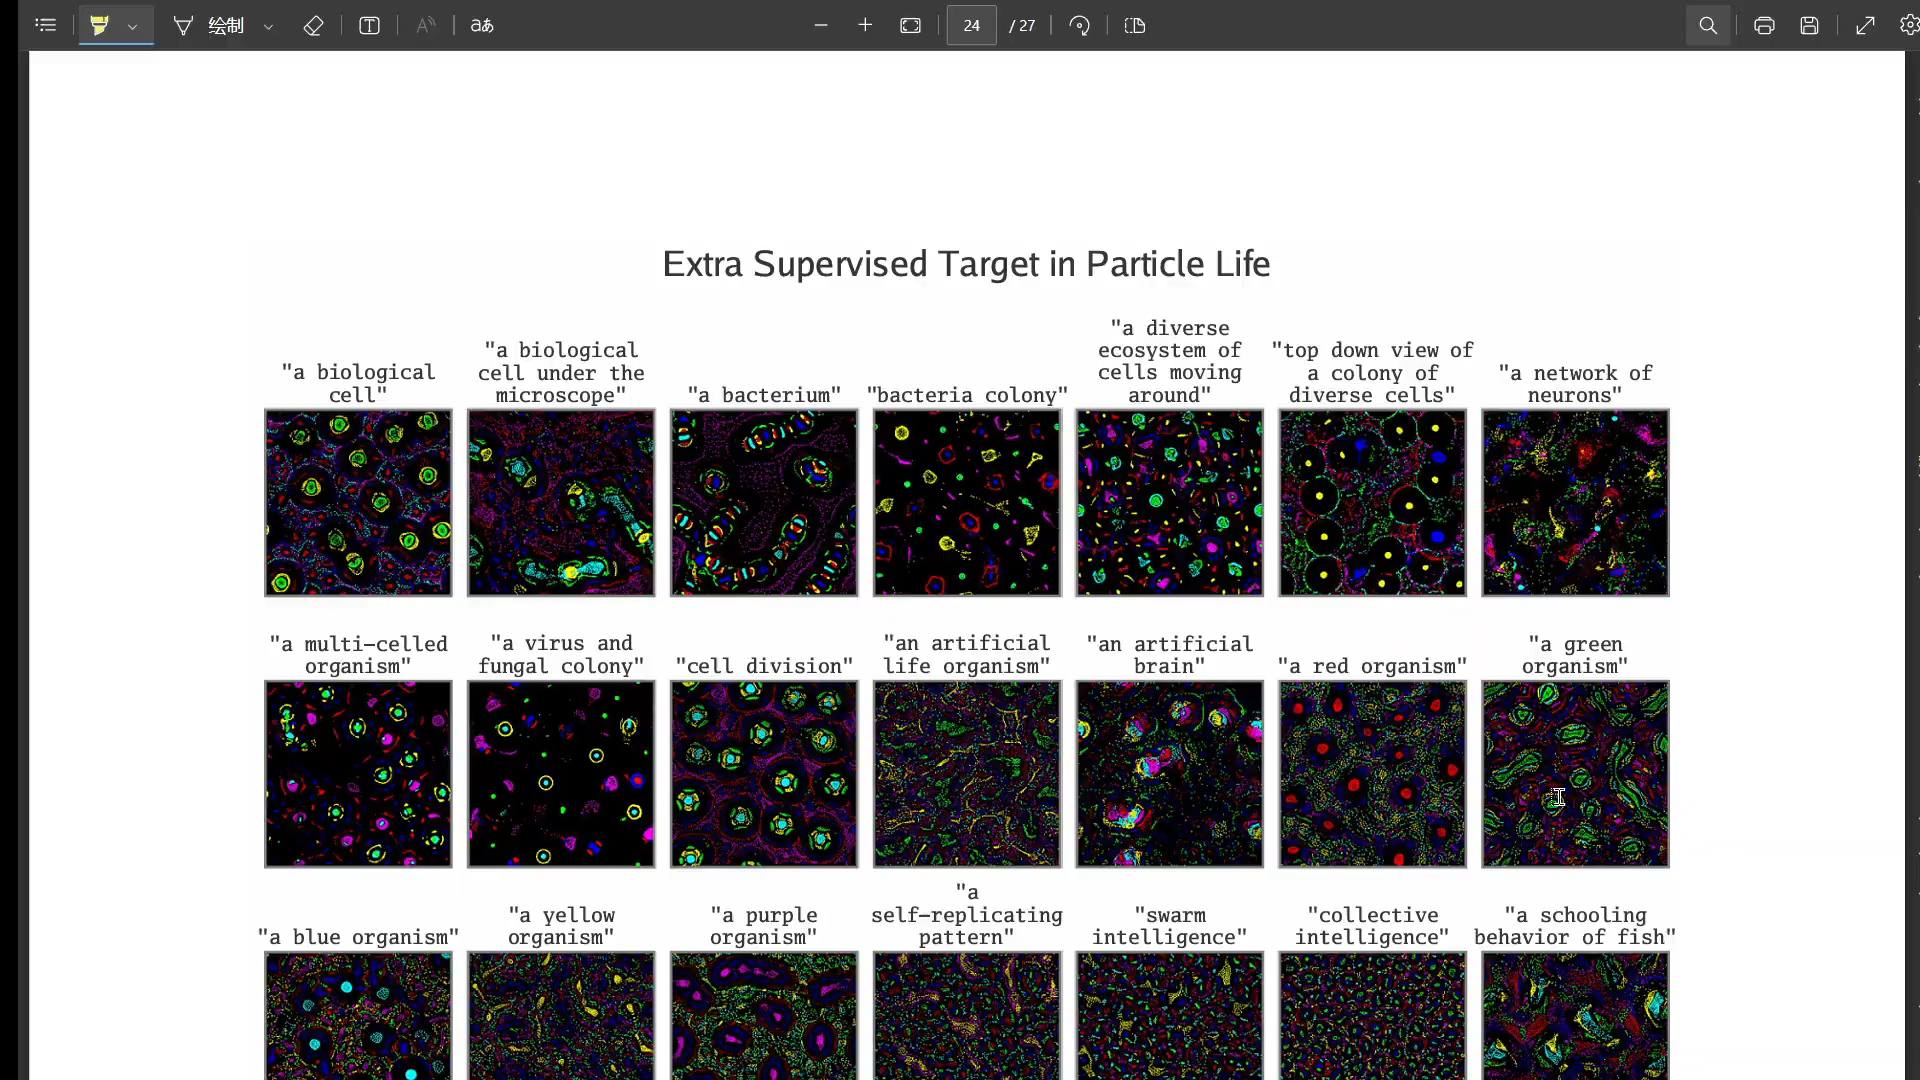 绘制
aあ
24
/ 27
Extra Supervised Target in Particle Life
"a biological
cell"
"a biological
cell under the
microscope"
"a bacterium"
"bacteria colony"
"a diverse
ecosystem of
cells moving
around"
"top down view of
a colony of
diverse cells"
"a network of
neurons"
"a multi-celled
organism"
"a virus and
fungal colony"
"cell division"
"an artificial
life organism"
"an artificial
brain"
"a red organism"
"a green
organism"
"a blue organism"
"a yellow
organism"
"a purple
organism"
"a
self-replicating
pattern"
"swarm
intelligence"
"collective
intelligence"
"a schooling
behavior of fish"